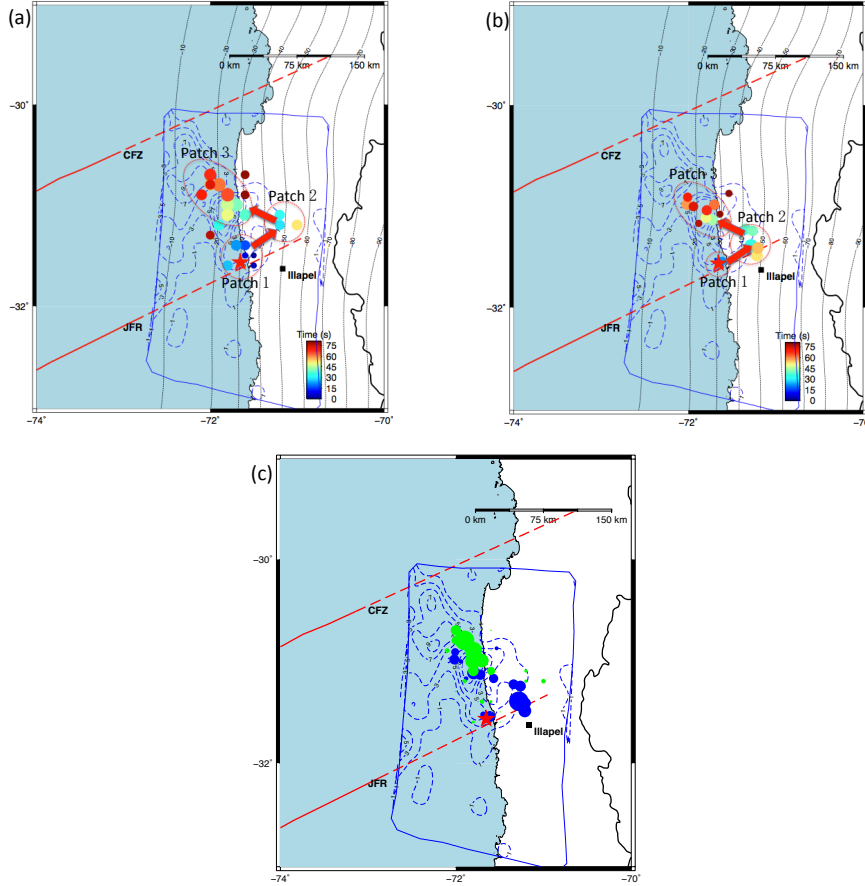 (a)
0 km 75 km 150 km
−30°
CFZ
Patch 3
Patch 2
Patch 1
Illapel
−32°
JFR
Time (s)
75
60
45
30
15
0
−74° −72° −70°
(b)
0 km 75 km 150 km
−30°
CFZ
Patch 3
Patch 2
Patch 1
Illapel
−32°
JFR
Time (s)
75
60
45
30
15
0
−74° −72° −70°
(c)
0 km 75 km 150 km
−30°
CFZ
Illapel
−32°
JFR
−74° −72° −70°